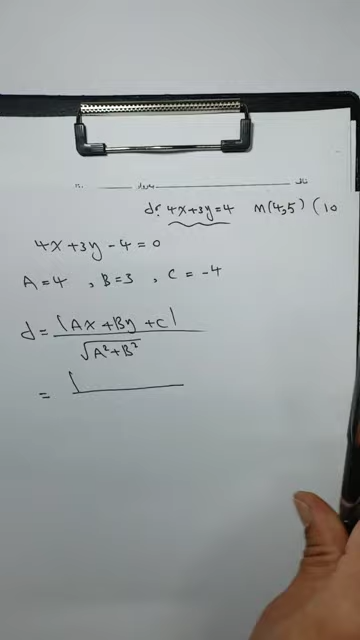 d: 4x+3y=4 M(4,5) (10
4x+3y-4=0
A=4 , B=3 , C=-4
d= |Ax+By+C| / √A²+B²
= |